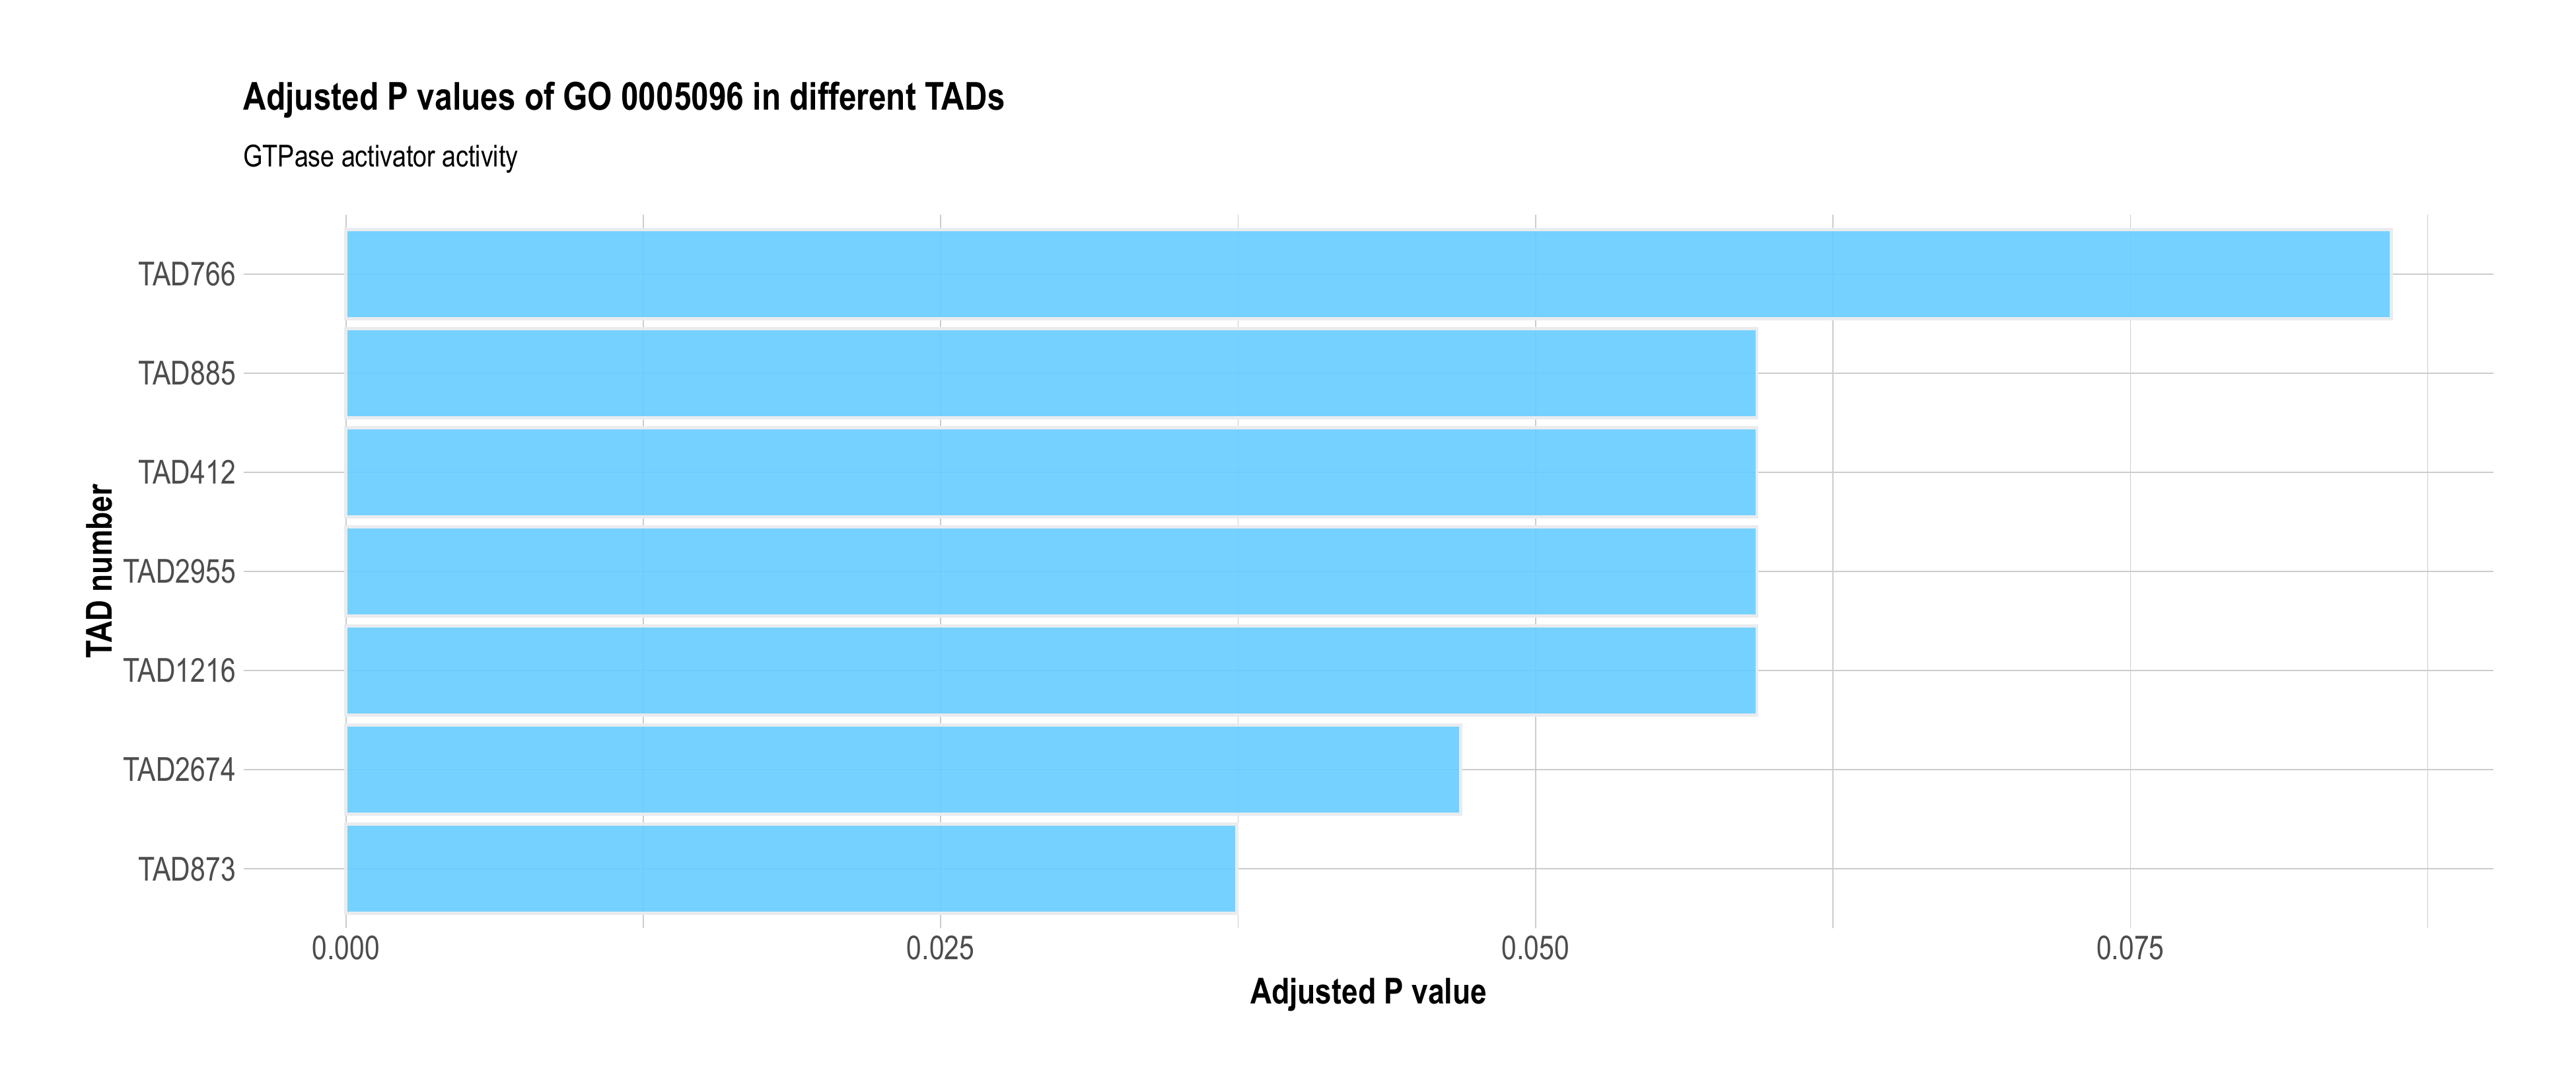 Adjusted P values of GO 0005096 in different TADs
GTPase activator activity
TAD number
TAD766
TAD885
TAD412
TAD2955
TAD1216
TAD2674
TAD873
0.000 0.025 0.050 0.075
Adjusted P value